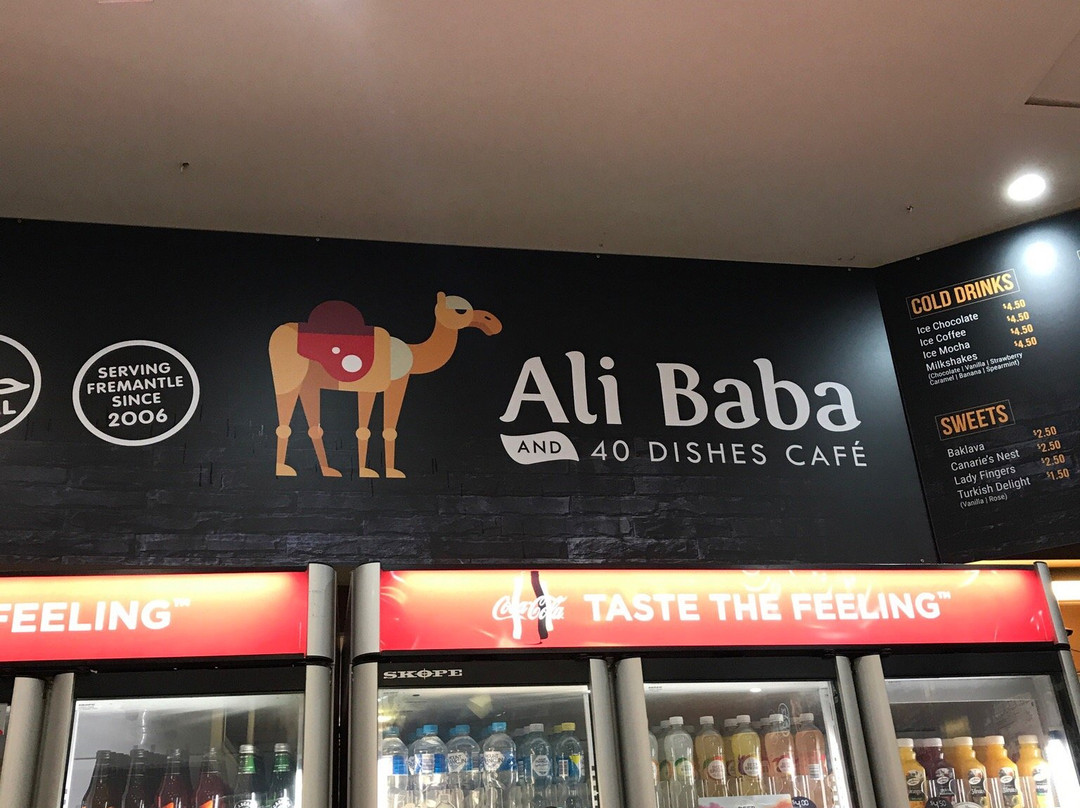 SERVING
FREMANTLE
SINCE
2006
Ali Baba
AND 40 DISHES CAFÉ
COLD DRINKS
Ice Chocolate $4.50
Ice Coffee $4.50
Ice Mocha $4.50
Milkshakes $4.50
(Chocolate | Vanilla | Strawberry
Caramel | Banana | Spearmint)
SWEETS
Baklava $2.50
Canarie's Nest $2.50
Lady Fingers $2.50
Turkish Delight $1.50
(Vanilla | Rose)
FEELING™
Coca-Cola TASTE THE FEELING™
SKOPE